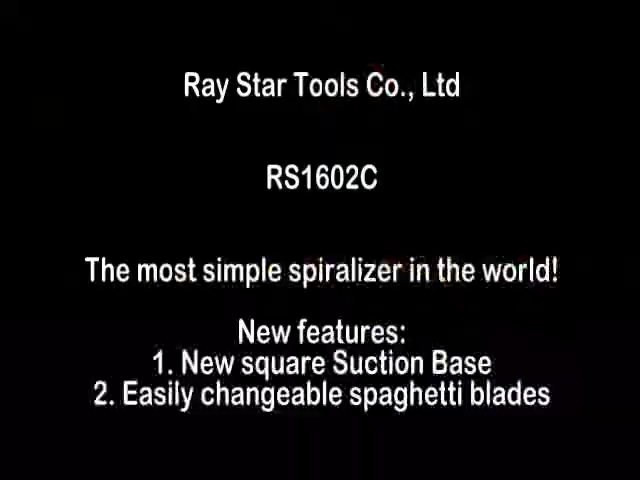 Ray Star Tools Co., Ltd
RS1602C
The most simple spiralizer in the world!
New features:
1. New square Suction Base
2. Easily changeable spaghetti blades